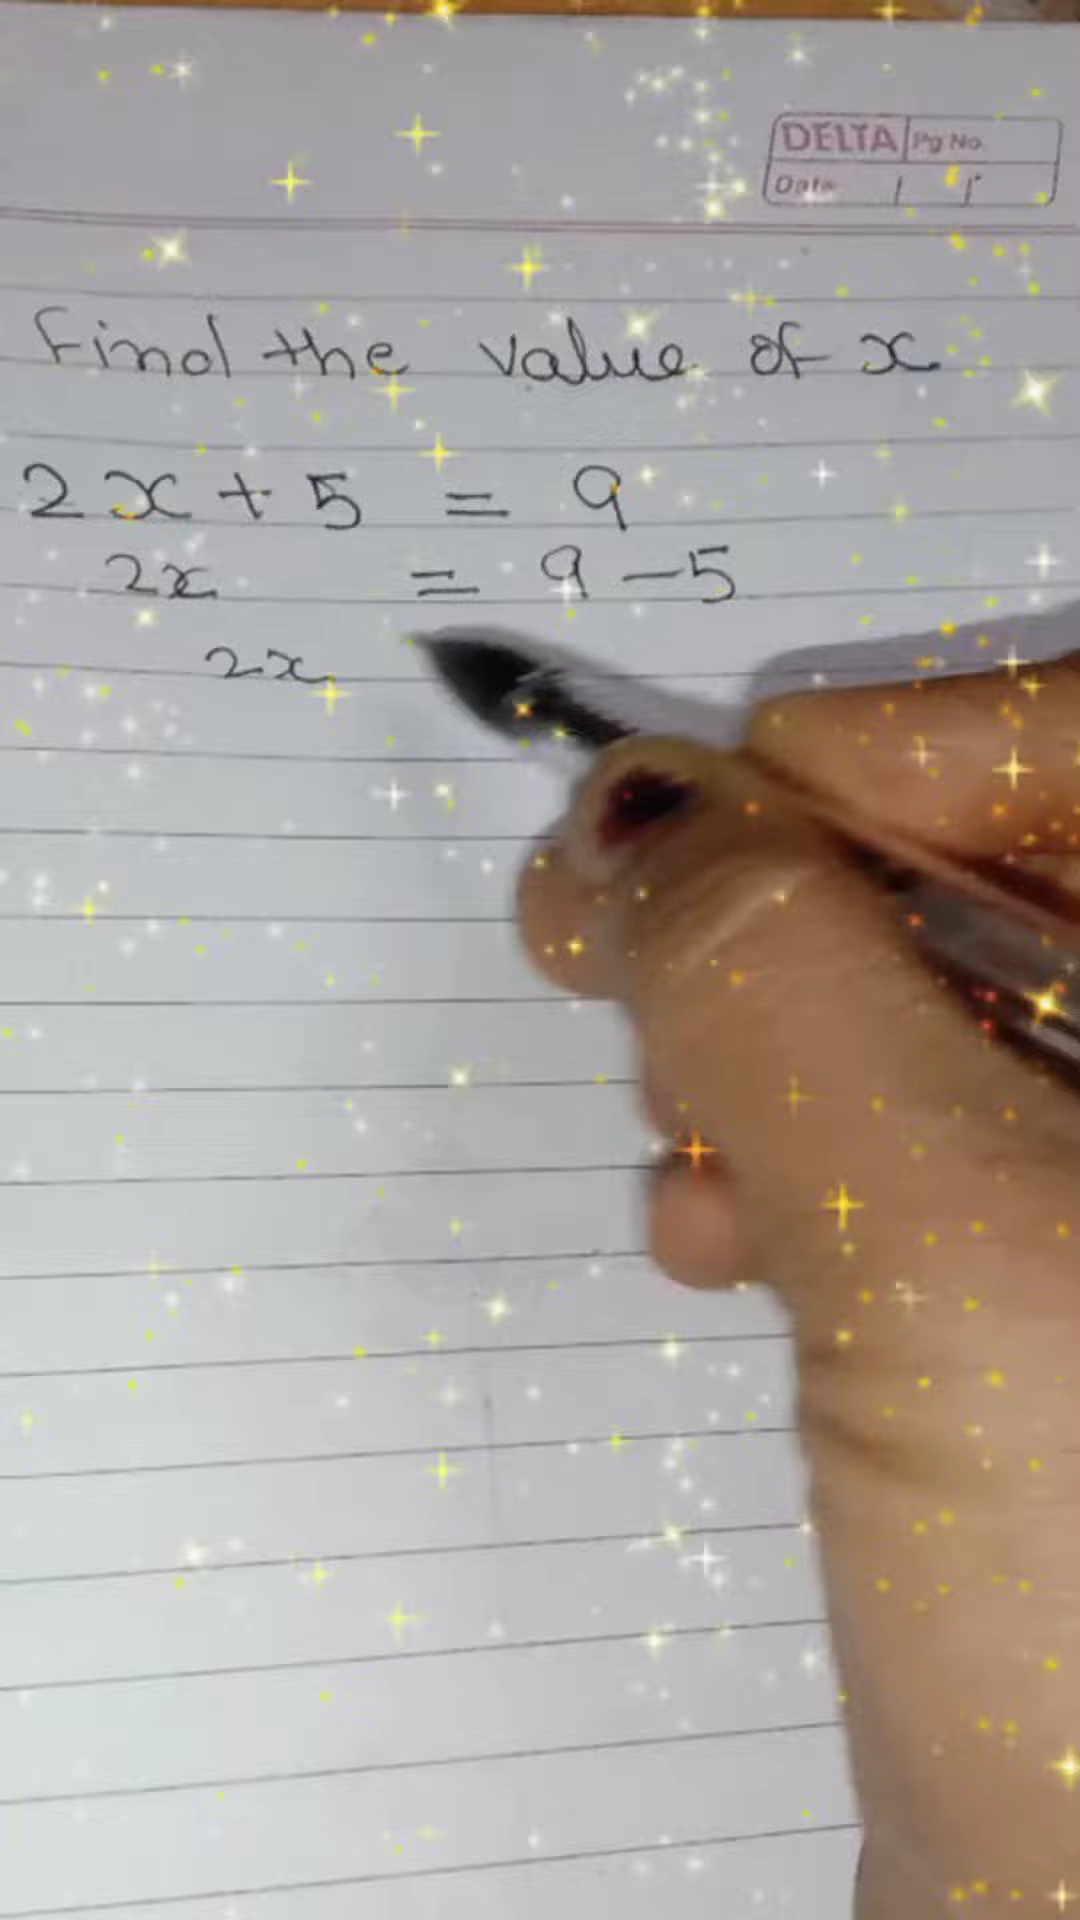 DELTA Pg No.
Date / /
Find the value of x
2x + 5 = 9
2x = 9 - 5
2x